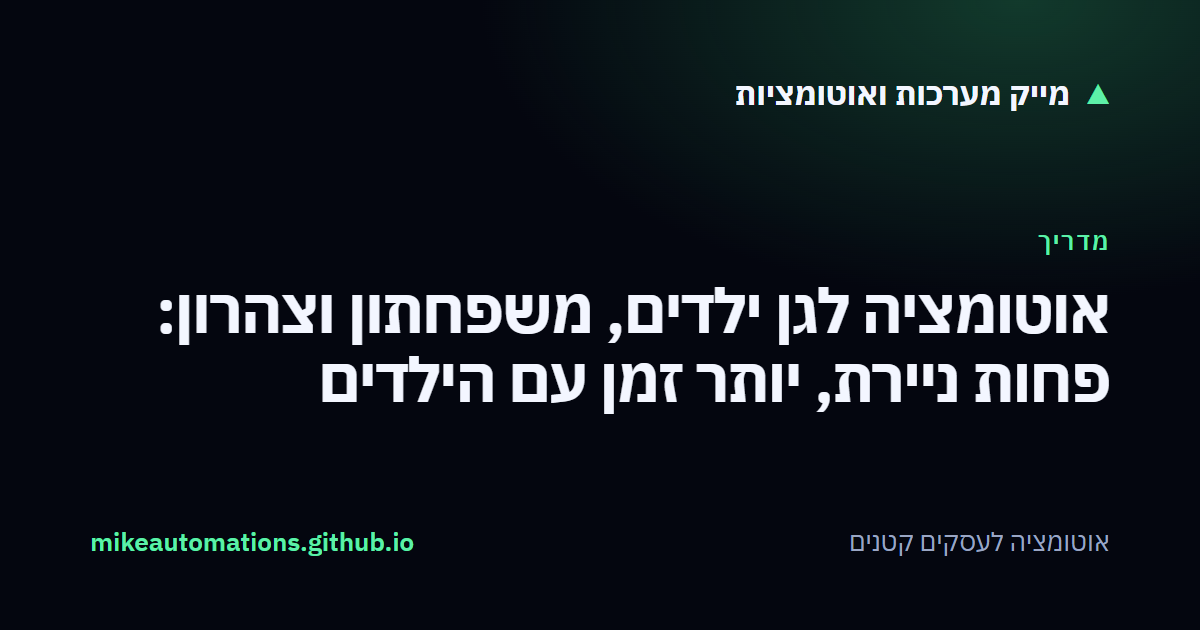 מייק מערכות ואוטומציות
מדריך
אוטומציה לגן ילדים, משפחתון וצהרון:
פחות ניירת, יותר זמן עם הילדים
אוטומציה לעסקים קטנים
mikeautomations.github.io